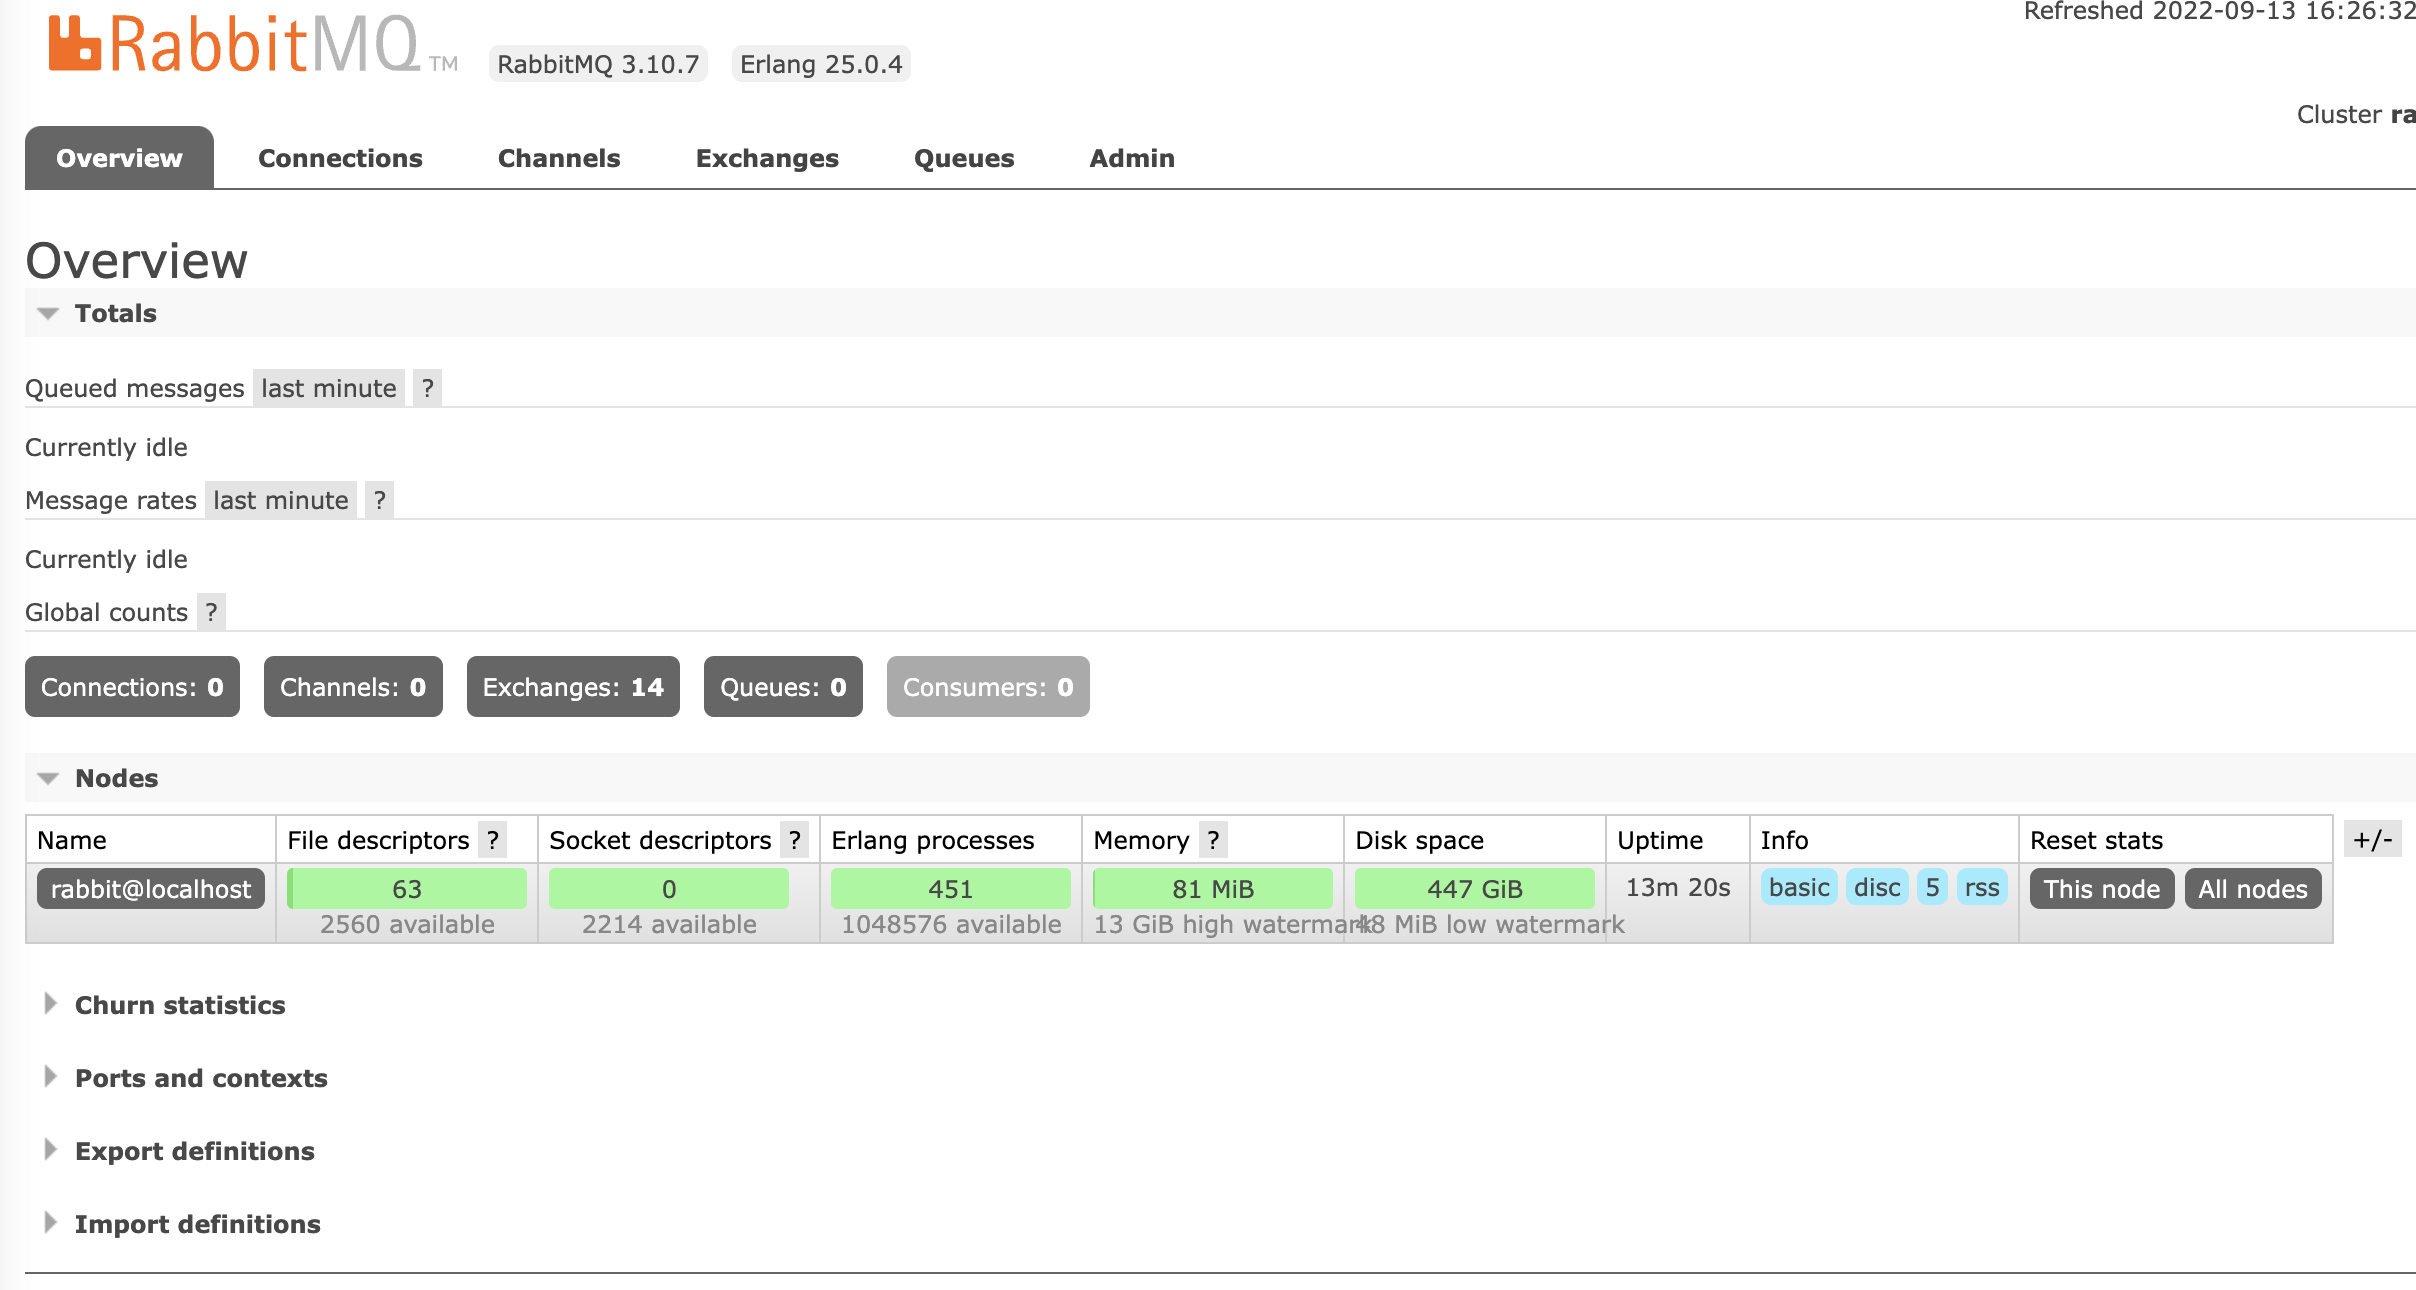 Refreshed 2022-09-13 16:26:32
RabbitMQ TM RabbitMQ 3.10.7 Erlang 25.0.4
Cluster ra
Overview Connections Channels Exchanges Queues Admin
Overview
Totals
Queued messages last minute ?
Currently idle
Message rates last minute ?
Currently idle
Global counts ?
Connections: 0 Channels: 0 Exchanges: 14 Queues: 0 Consumers: 0
Nodes
Name File descriptors ? Socket descriptors ? Erlang processes Memory ? Disk space Uptime Info Reset stats +/-
rabbit@localhost 63 0 451 81 MiB 447 GiB 13m 20s basic disc 5 rss This node All nodes
2560 available 2214 available 1048576 available 13 GiB high watermark 48 MiB low watermark
Churn statistics
Ports and contexts
Export definitions
Import definitions